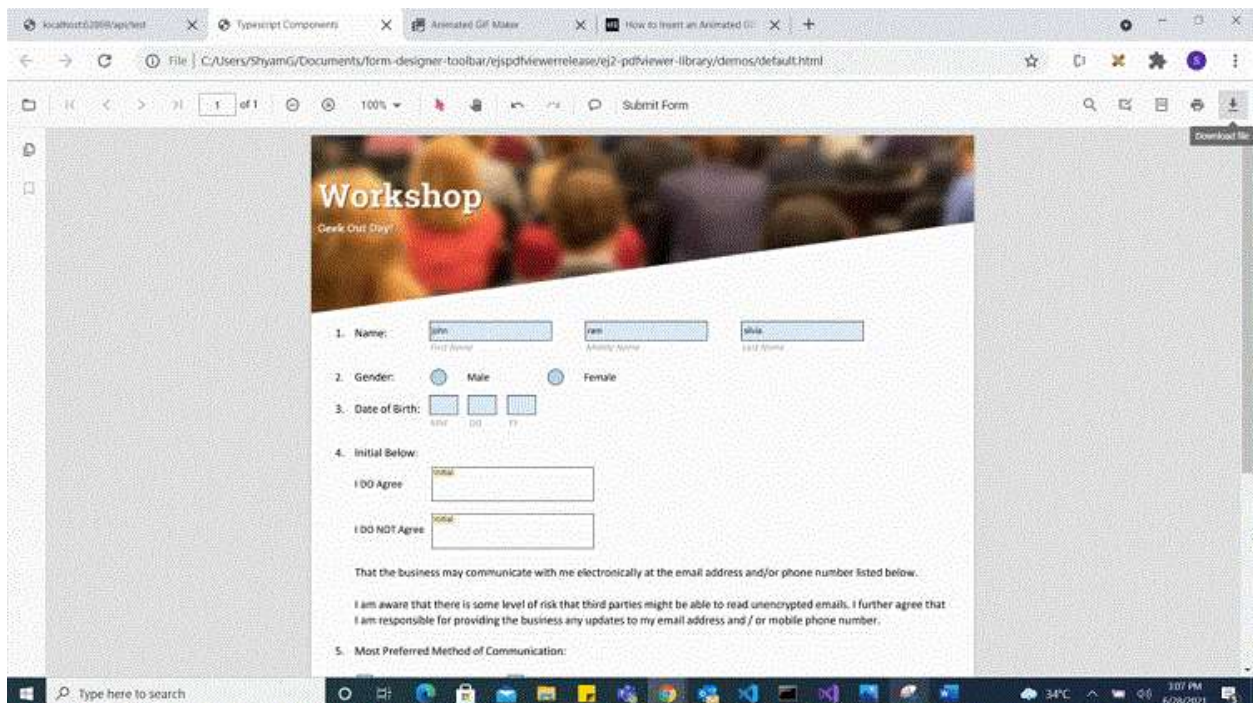 localhost:62869/api/test
Typescript Components
Animated GIF Maker
How to Insert an Animated GI
File | C:/Users/ShyamG/Documents/form-designer-toolbar/ejspdfviewerrelease/ej2-pdfviewer-library/demos/default.html
S
1 of 1 100% Submit Form
Download file
Workshop
Geek Out Day!
1. Name: john ram silvia
First Name Middle Name Last Name
2. Gender: Male Female
3. Date of Birth:
MM DD YY
4. Initial Below:
Initial
I DO Agree
Initial
I DO NOT Agree
That the business may communicate with me electronically at the email address and/or phone number listed below.
I am aware that there is some level of risk that third parties might be able to read unencrypted emails. I further agree that
I am responsible for providing the business any updates to my email address and / or mobile phone number.
5. Most Preferred Method of Communication:
Type here to search
34°C
3:07 PM
6/28/2021